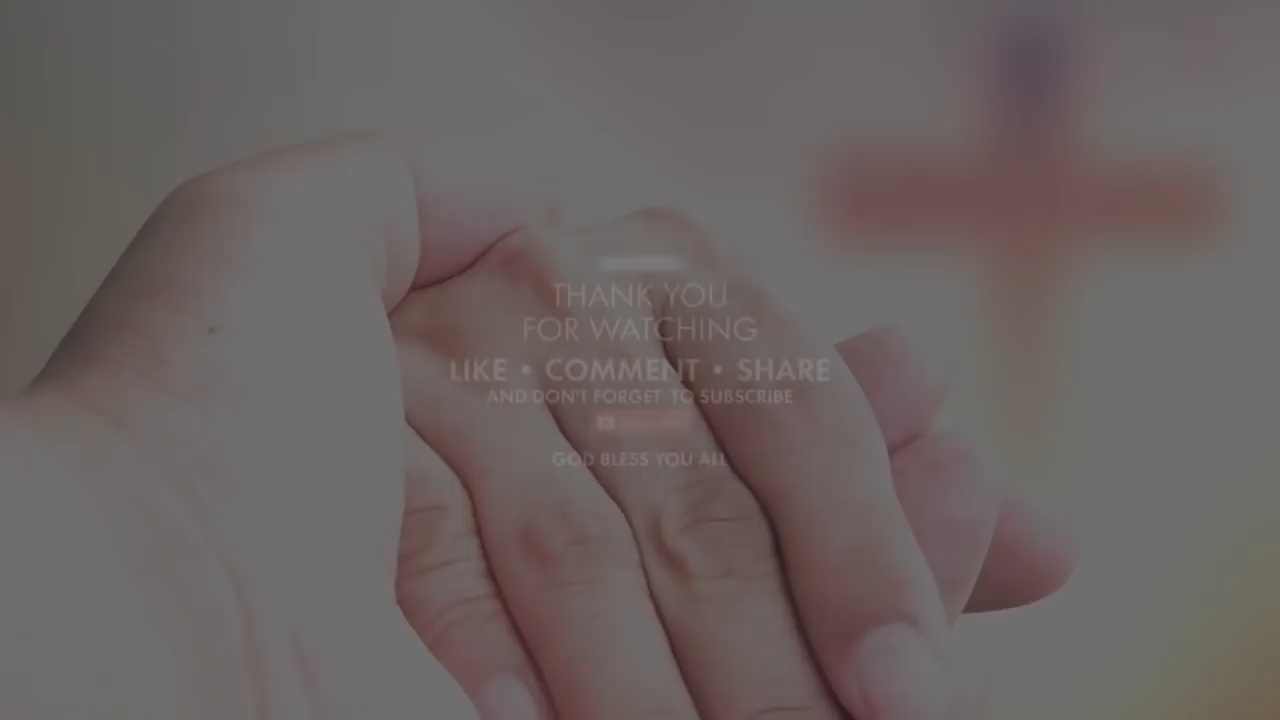 THANK YOU
FOR WATCHING
LIKE • COMMENT • SHARE
AND DON'T FORGET TO SUBSCRIBE
GOD BLESS YOU ALL